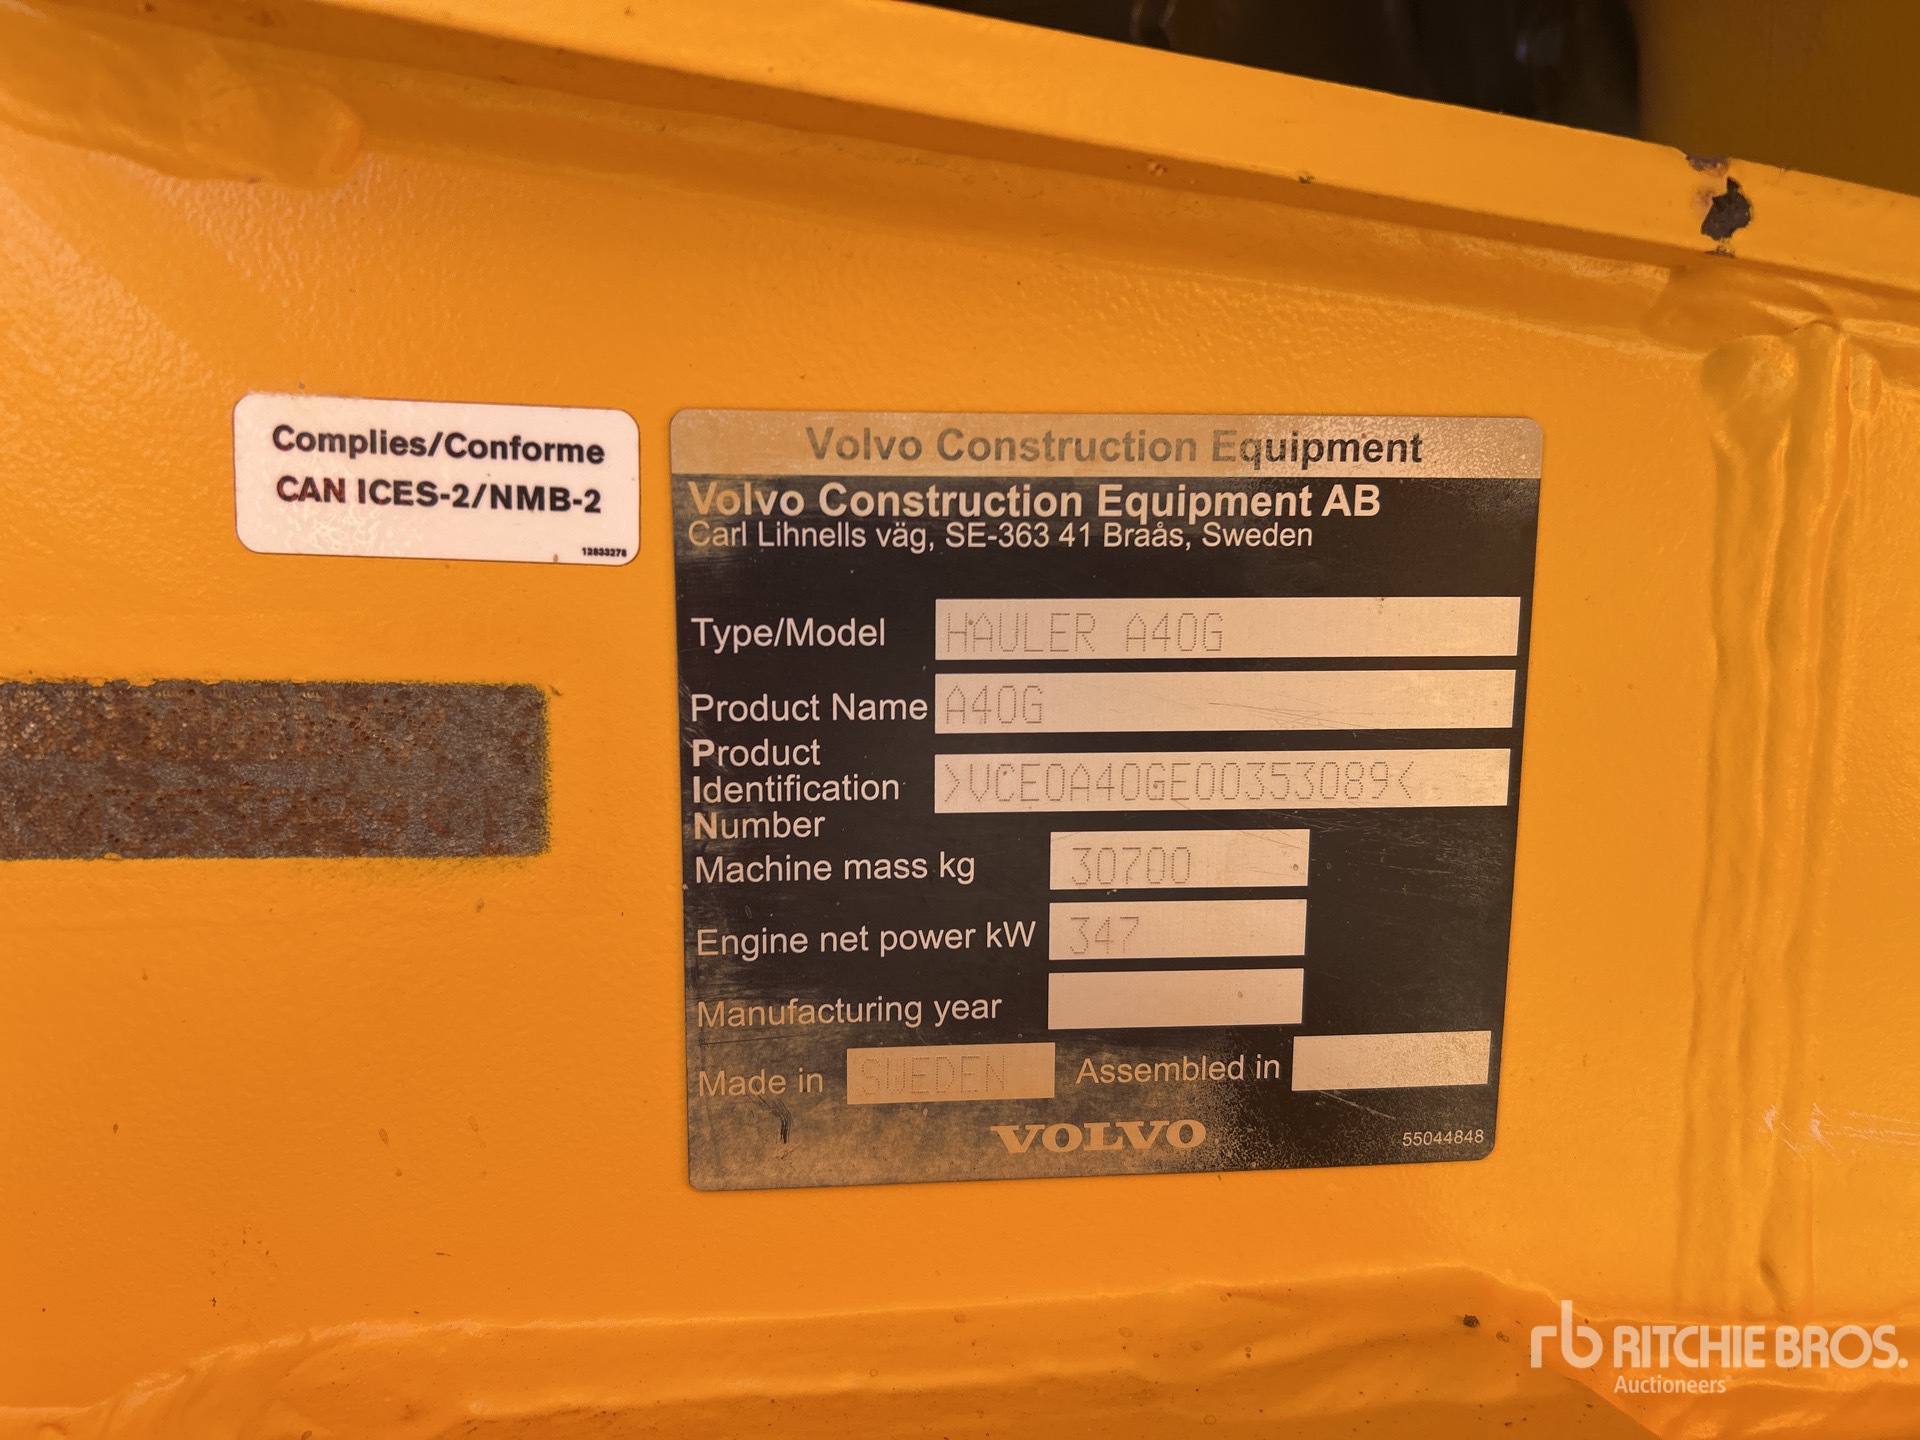 Complies/Conforme
CAN ICES-2/NMB-2
12833278
Volvo Construction Equipment
Volvo Construction Equipment AB
Carl Lihnells väg, SE-363 41 Braås, Sweden
Type/Model HAULER A40G
Product Name A40G
Product
Identification >VCE0A40GE00353089<
Number
Machine mass kg 30700
Engine net power kW 347
Manufacturing year
Made in SWEDEN Assembled in
VOLVO 55044848
rb RITCHIE BROS.
Auctioneers